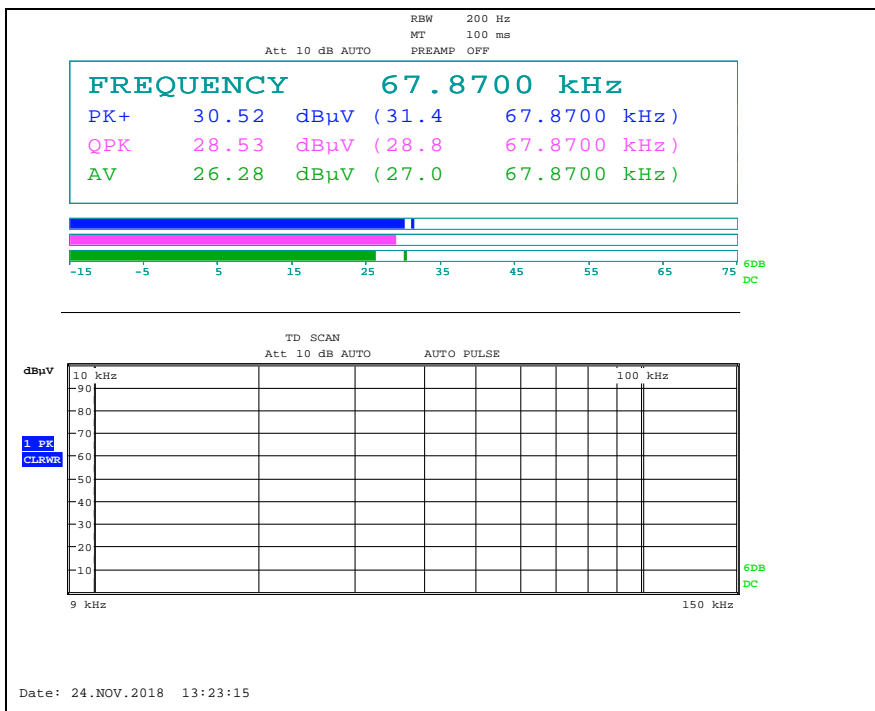 RBW 200 Hz
MT 100 ms
Att 10 dB AUTO PREAMP OFF
FREQUENCY 67.8700 kHz
PK+ 30.52 dBµV (31.4 67.8700 kHz)
QPK 28.53 dBµV (28.8 67.8700 kHz)
AV 26.28 dBµV (27.0 67.8700 kHz)
-15 -5 5 15 25 35 45 55 65 75
6DB
DC
TD SCAN
Att 10 dB AUTO AUTO PULSE
dBµV
10 kHz 100 kHz
90
80
70
1 PK
CLRWR
60
50
40
30
20
10
6DB
DC
9 kHz 150 kHz
Date: 24.NOV.2018 13:23:15